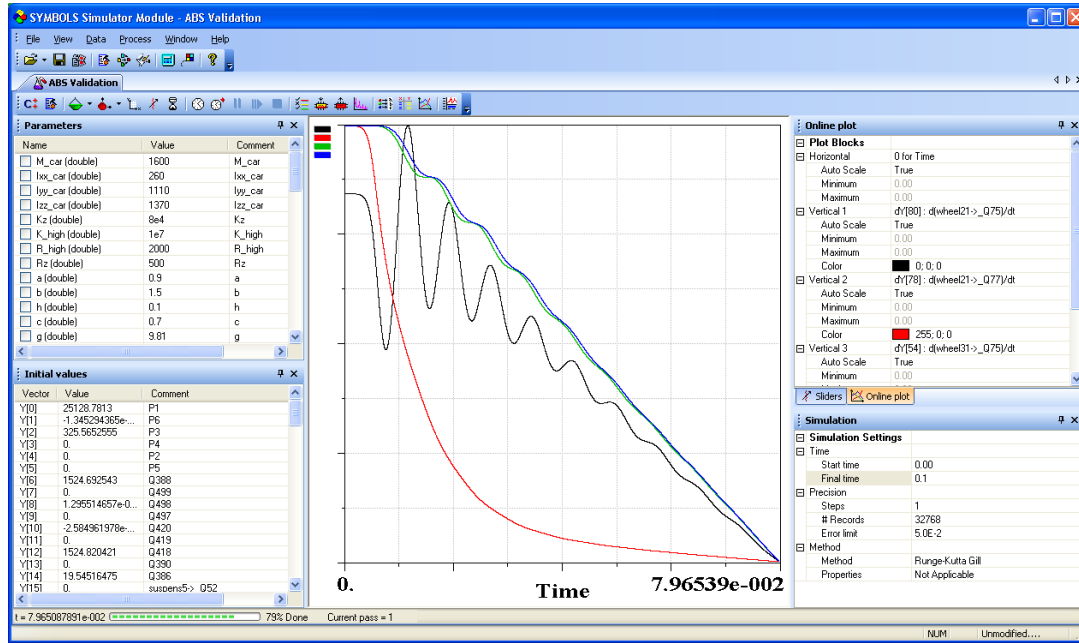 SYMBOLS Simulator Module - ABS Validation
File View Data Process Window Help
ABS Validation
Parameters
Name Value Comment
M_car (double) 1600 M_car
Ixx_car (double) 260 Ixx_car
Iyy_car (double) 1110 Iyy_car
Izz_car (double) 1370 Izz_car
Kz (double) 8e4 Kz
K_high (double) 1e7 K_high
R_high (double) 2000 R_high
Rz (double) 500 Rz
a (double) 0.9 a
b (double) 1.5 b
h (double) 0.1 h
c (double) 0.7 c
g (double) 9.81 g
Initial values
Vector Value Comment
Y[0] 25128.7813 P1
Y[1] -1.345294365e-... P6
Y[2] 325.5652555 P3
Y[3] 0. P4
Y[4] 0. P2
Y[5] 0. P5
Y[6] 1524.692543 Q388
Y[7] 0. Q499
Y[8] 1.295514657e-0... Q498
Y[9] 0. Q497
Y[10] -2.584961978e-... Q420
Y[11] 0. Q419
Y[12] 1524.820421 Q418
Y[13] 0. Q390
Y[14] 19.54516475 Q386
Y[15] 0. suspens5-> Q52
0. Time 7.96539e-002
Online plot
Plot Blocks
Horizontal 0 for Time
Auto Scale True
Minimum 0.00
Maximum 0.00
Vertical 1 dY[80] : d(wheel21->_Q75)/dt
Auto Scale True
Minimum 0.00
Maximum 0.00
Color 0; 0; 0
Vertical 2 dY[78] : d(wheel21->_Q77)/dt
Auto Scale True
Minimum 0.00
Maximum 0.00
Color 255; 0; 0
Vertical 3 dY[54] : d(wheel31->_Q75)/dt
Auto Scale True
Minimum 0.00
Sliders Online plot
Simulation
Simulation Settings
Time
Start time 0.00
Final time 0.1
Precision
Steps 1
# Records 32768
Error limit 5.0E-2
Method
Method Runge-Kutta Gill
Properties Not Applicable
t = 7.965087891e-002 79% Done Current pass = 1
NUM Unmodified....